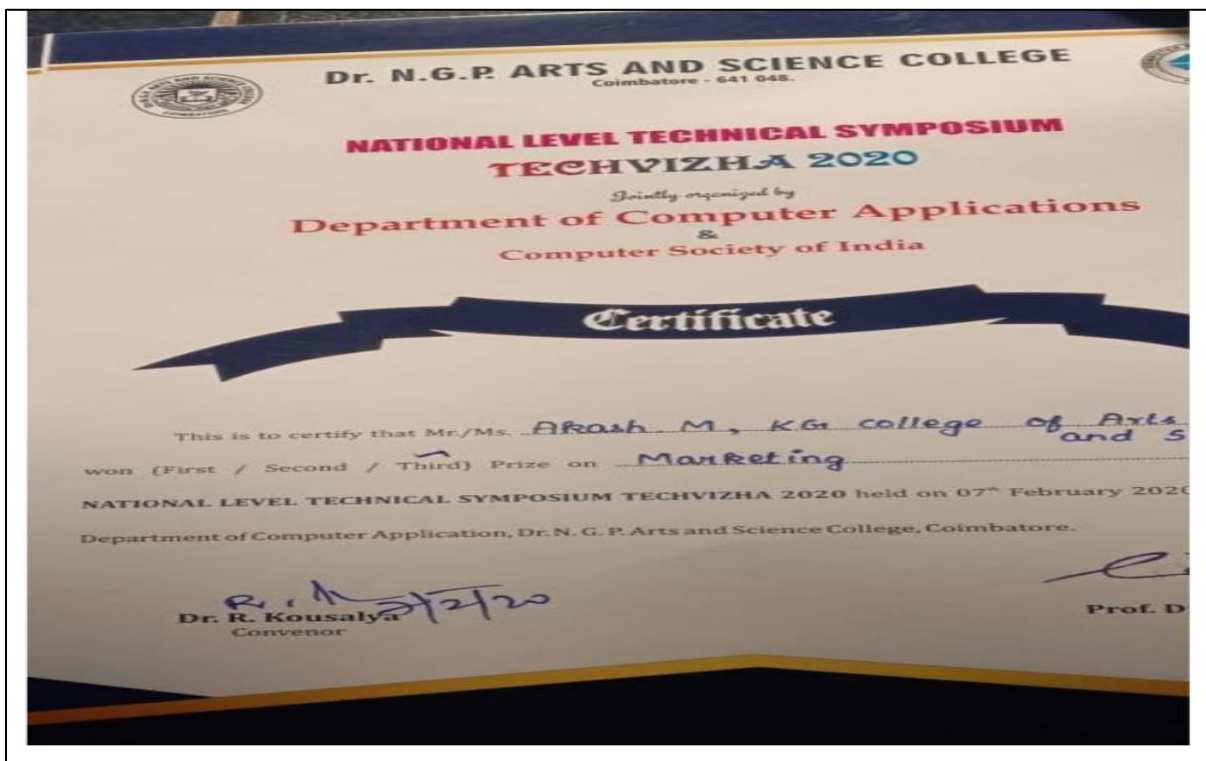 Dr. N.G.P. ARTS AND SCIENCE COLLEGE
Coimbatore - 641 048.
NATIONAL LEVEL TECHNICAL SYMPOSIUM
TECHVIZHA 2020
Jointly organized by
Department of Computer Applications
&
Computer Society of India
Certificate
This is to certify that Mr./Ms. Akash M, KG college of Arts
and S
won (First / Second / Third) Prize on Marketing
NATIONAL LEVEL TECHNICAL SYMPOSIUM TECHVIZHA 2020 held on 07th February 2020
Department of Computer Application, Dr. N. G. P. Arts and Science College, Coimbatore.
7/2/20
Dr. R. Kousalya
Convenor
Prof. D